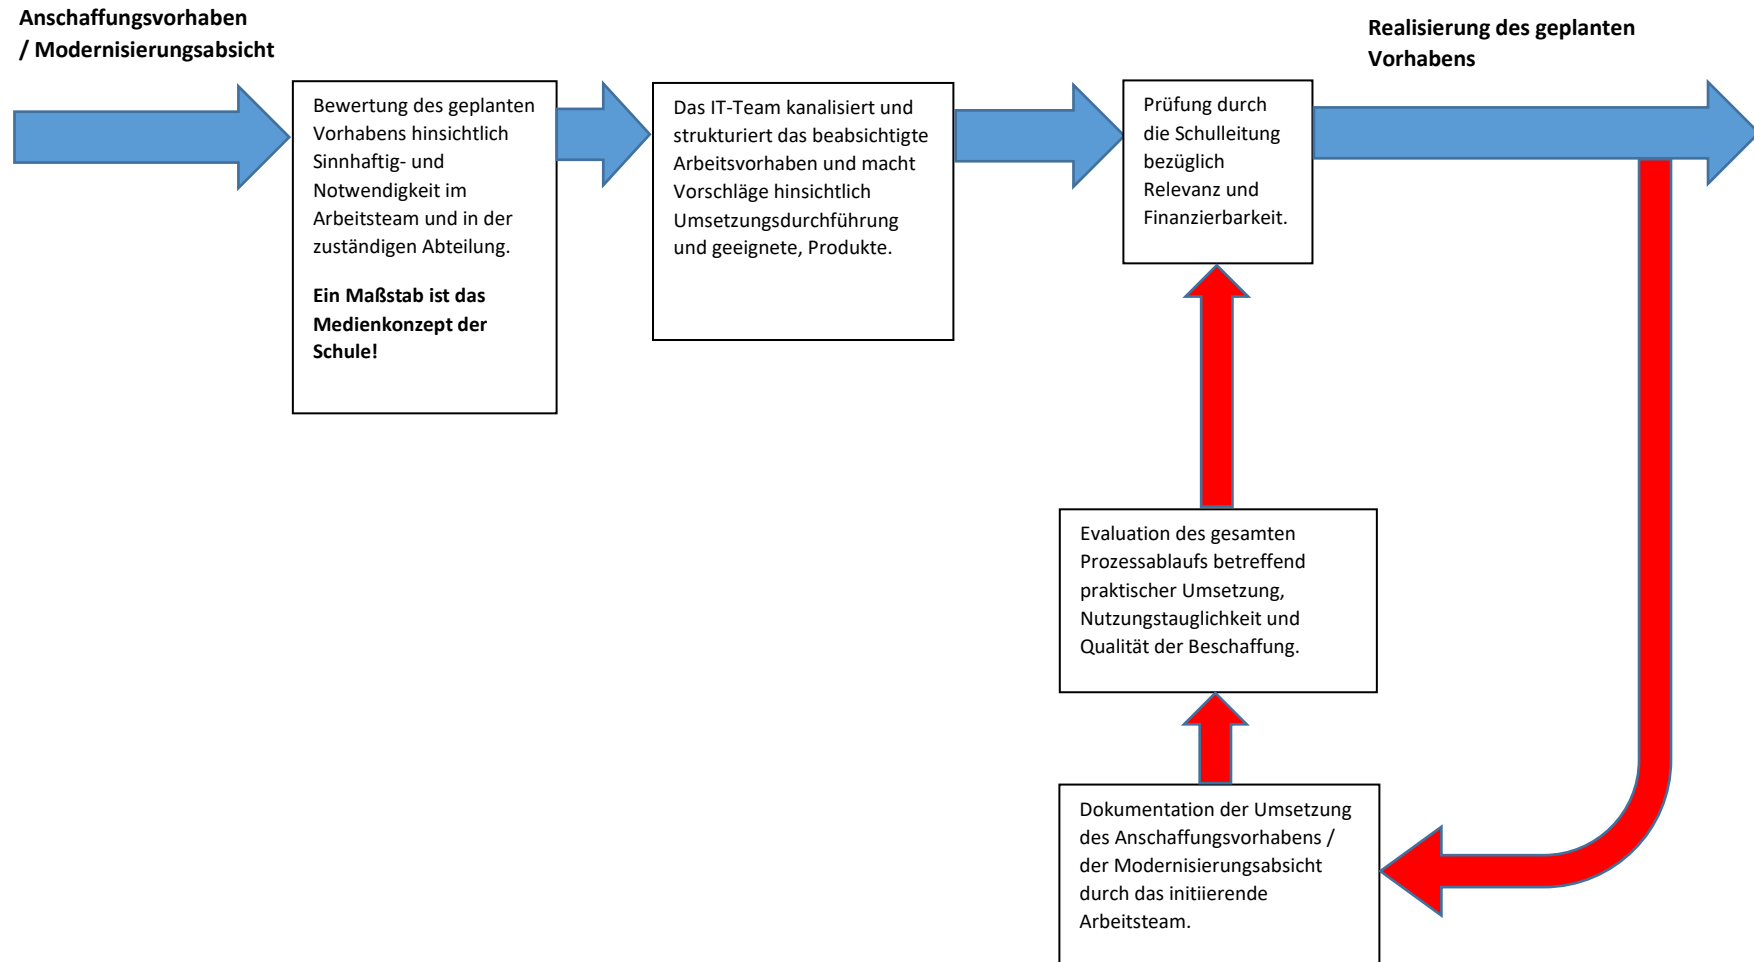 Anschaffungsvorhaben
/ Modernisierungsabsicht
Realisierung des geplanten
Vorhabens
Bewertung des geplanten
Vorhabens hinsichtlich
Sinnhaftig- und
Notwendigkeit im
Arbeitsteam und in der
zuständigen Abteilung.
Ein Maßstab ist das
Medienkonzept der
Schule!
Das IT-Team kanalisiert und
strukturiert das beabsichtigte
Arbeitsvorhaben und macht
Vorschläge hinsichtlich
Umsetzungsdurchführung
und geeignete, Produkte.
Prüfung durch
die Schulleitung
bezüglich
Relevanz und
Finanzierbarkeit.
Evaluation des gesamten
Prozessablaufs betreffend
praktischer Umsetzung,
Nutzungstauglichkeit und
Qualität der Beschaffung.
Dokumentation der Umsetzung
des Anschaffungsvorhabens /
der Modernisierungsabsicht
durch das initiierende
Arbeitsteam.